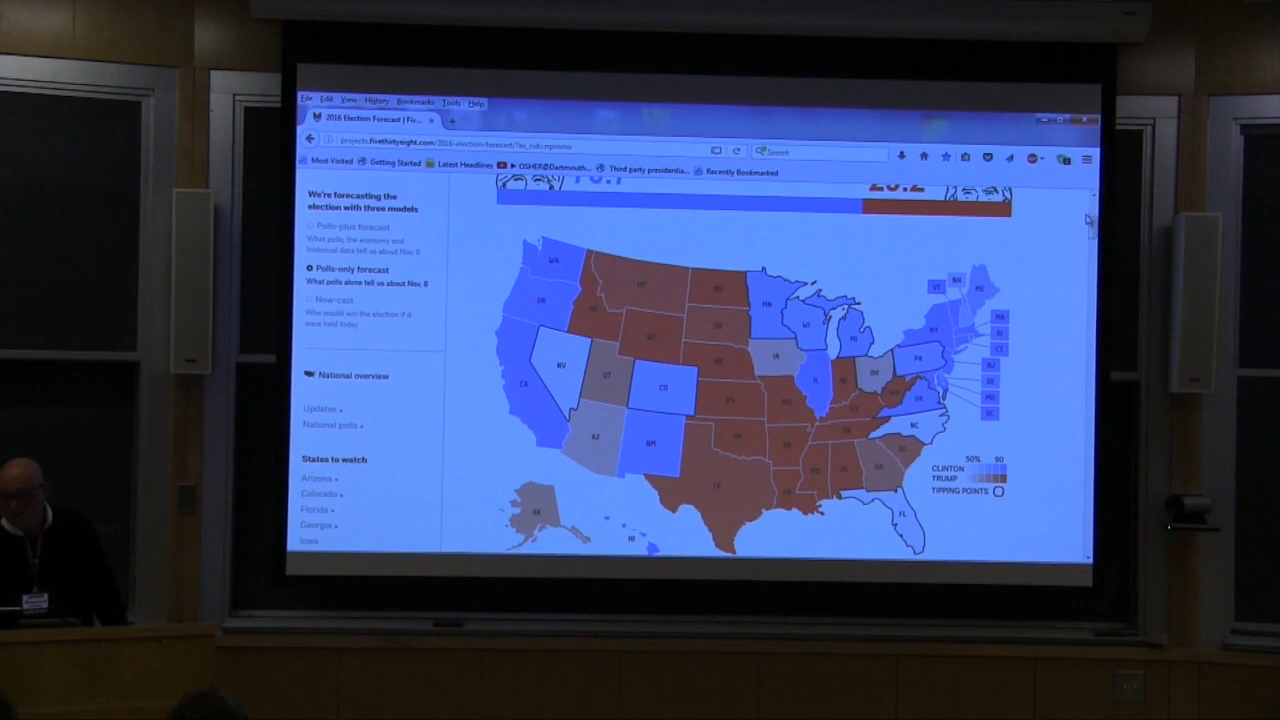 File Edit View History Bookmarks Tools Help
2016 Election Forecast | Fiv...
projects.fivethirtyeight.com/2016-election-forecast/?ex_cid=rrpromo
Search
Most Visited Getting Started Latest Headlines OSHER@Dartmouth... Third party presidentia... Recently Bookmarked
We're forecasting the
election with three models
Polls-plus forecast
What polls, the economy and
historical data tell us about Nov. 8
Polls-only forecast
What polls alone tell us about Nov. 8
Now-cast
Who would win the election if it
were held today
National overview
Updates
National polls
States to watch
Arizona
Colorado
Florida
Georgia
Iowa
WA
MT
ND
MN
VT
NH
ME
OR
ID
SD
WI
MI
NY
MA
RI
CT
WY
NV
UT
NE
IA
IL
IN
OH
PA
NJ
DE
MD
DC
CA
CO
KS
MO
KY
WV
VA
AZ
NM
OK
AR
TN
NC
SC
TX
LA
MS
AL
GA
AK
HI
FL
50% 90
CLINTON
TRUMP
TIPPING POINTS